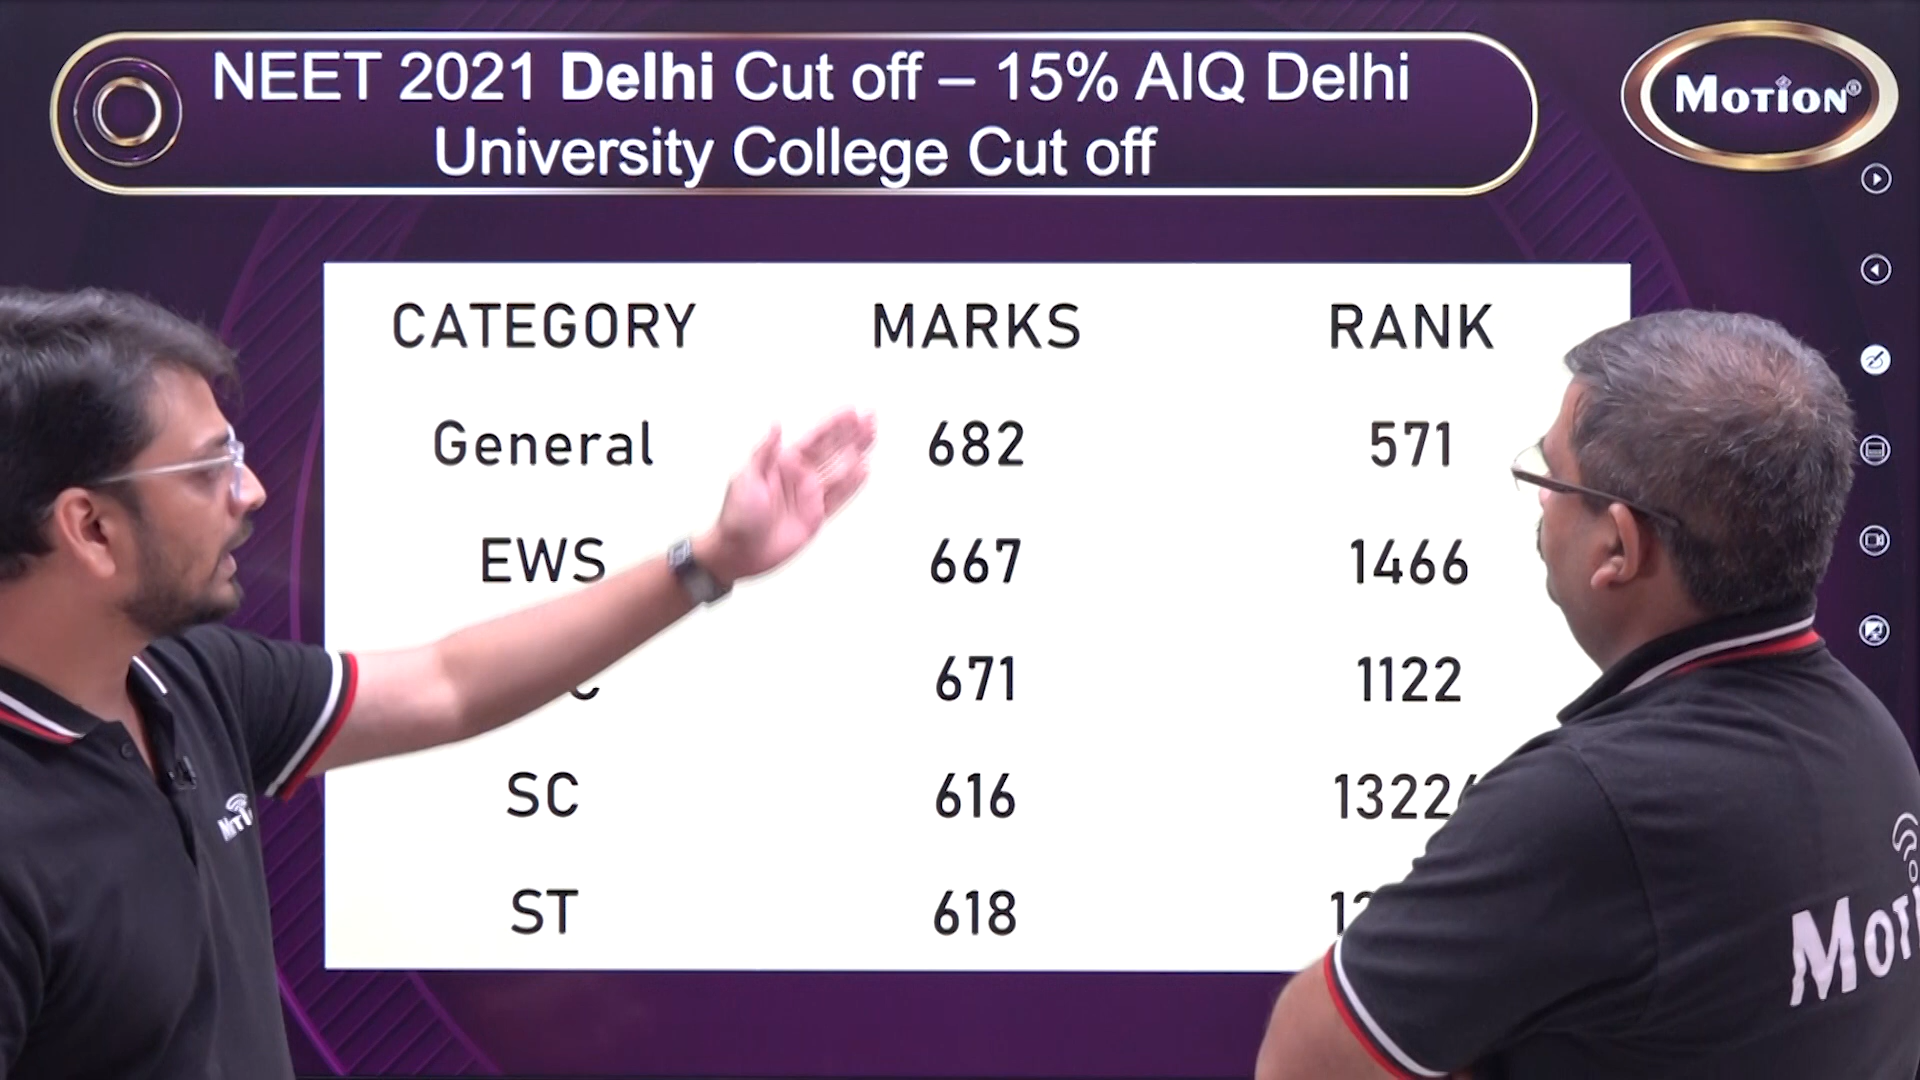 NEET 2021 Delhi Cut off – 15% AIQ Delhi
University College Cut off
MOTION®
CATEGORY MARKS RANK
General 682 571
EWS 667 1466
671 1122
SC 616
ST 618
MOTION